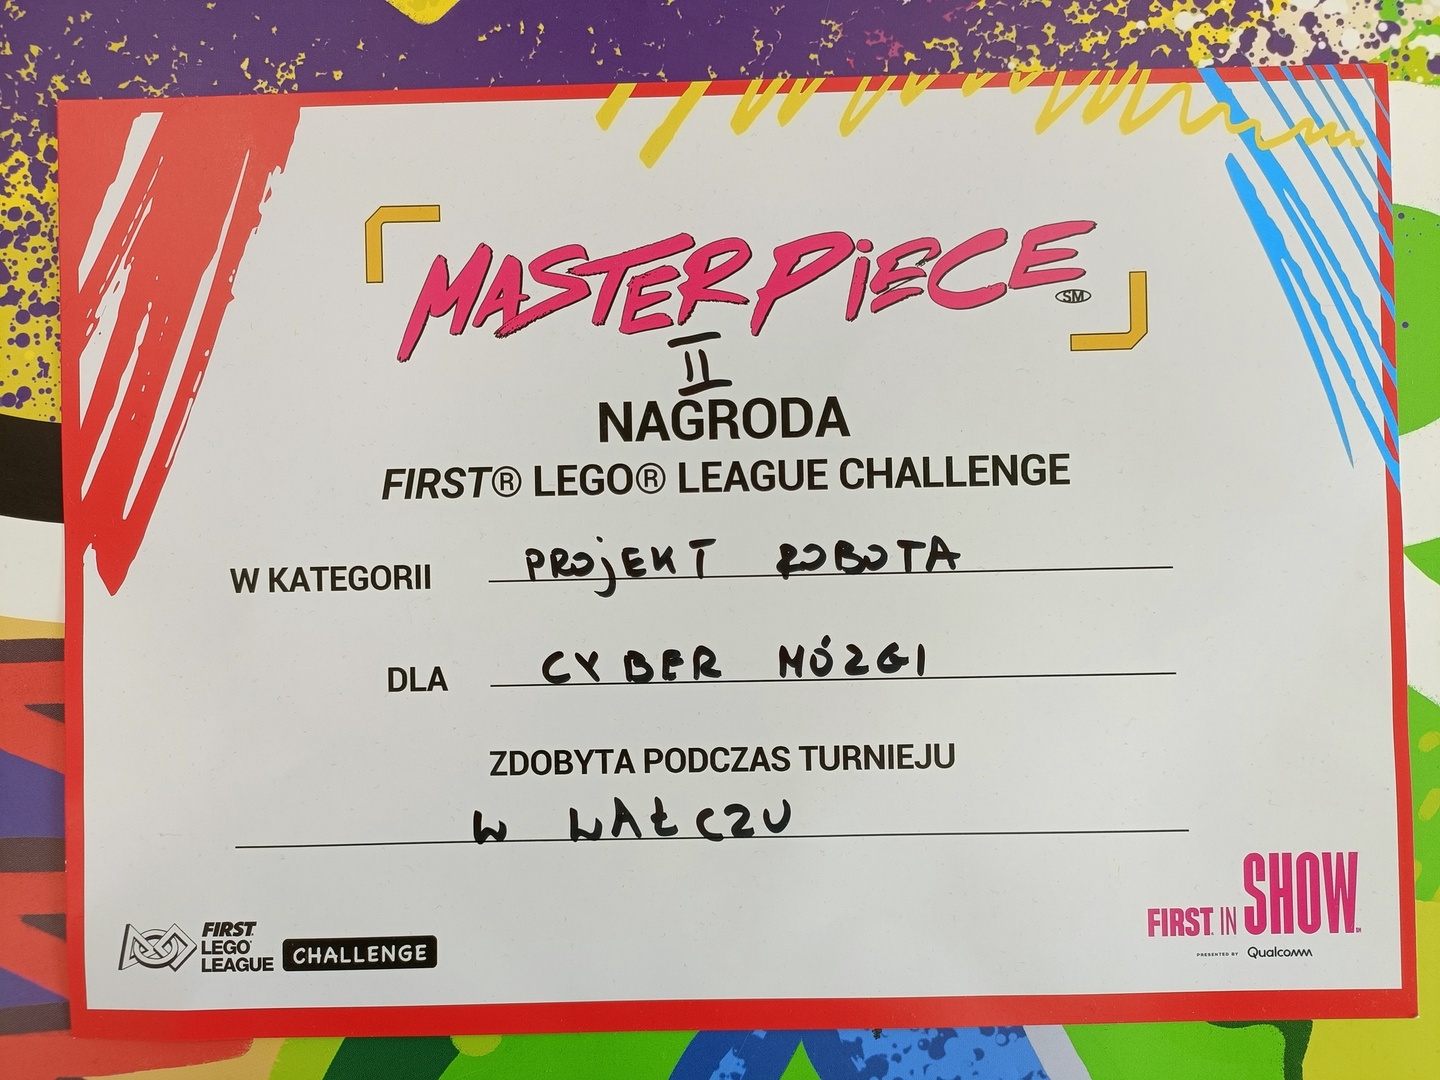 MASTERPIECE SM
II
NAGRODA
FIRST® LEGO® LEAGUE CHALLENGE
W KATEGORII PROjEKT ROBOTA
DLA CYBER MÓZGI
ZDOBYTA PODCZAS TURNIEJU
W WAŁCZU
FIRST
LEGO
LEAGUE
CHALLENGE
FIRST IN SHOW
PRESENTED BY Qualcomm